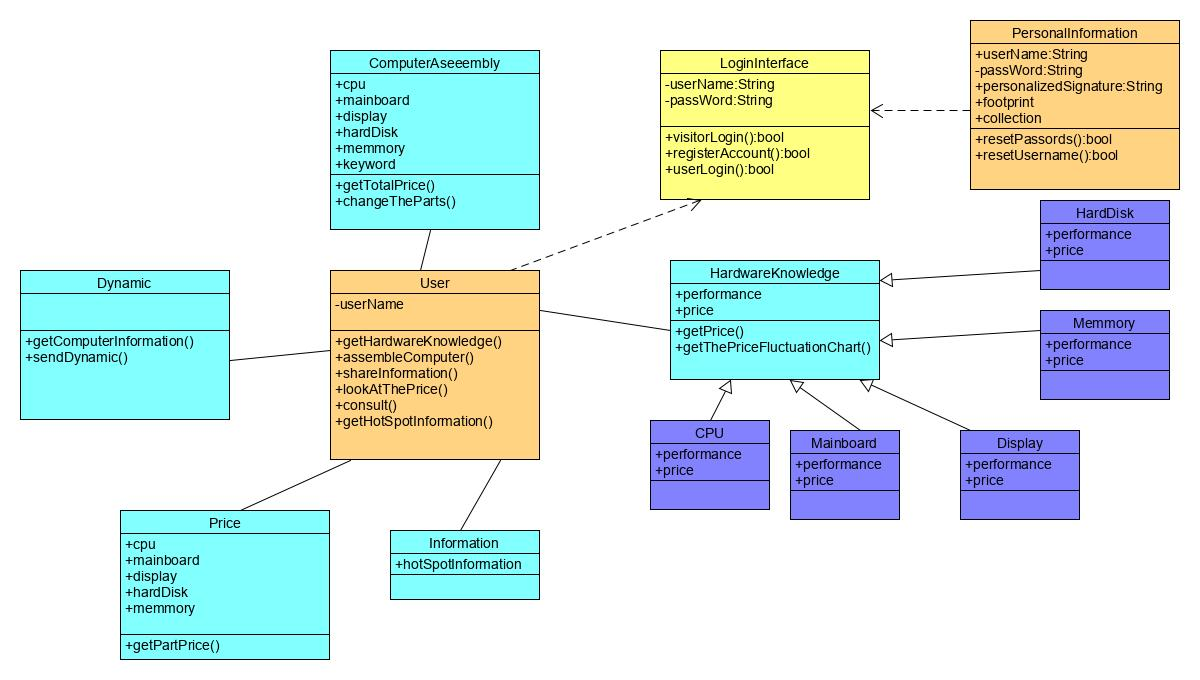 PersonalInformation
+userName:String
-passWord:String
+personalizedSignature:String
+footprint
+collection
+resetPassords():bool
+resetUsername():bool
ComputerAseeembly
+cpu
+mainboard
+display
+hardDisk
+memmory
+keyword
+getTotalPrice()
+changeTheParts()
LoginInterface
-userName:String
-passWord:String
+visitorLogin():bool
+registerAccount():bool
+userLogin():bool
HardDisk
+performance
+price
Dynamic
+getComputerInformation()
+sendDynamic()
User
-userName
+getHardwareKnowledge()
+assembleComputer()
+shareInformation()
+lookAtThePrice()
+consult()
+getHotSpotInformation()
HardwareKnowledge
+performance
+price
+getPrice()
+getThePriceFluctuationChart()
Memmory
+performance
+price
CPU
+performance
+price
Mainboard
+performance
+price
Display
+performance
+price
Price
+cpu
+mainboard
+display
+hardDisk
+memmory
+getPartPrice()
Information
+hotSpotInformation